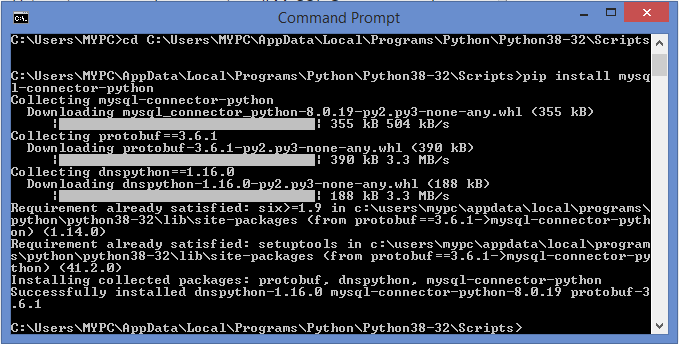 Command Prompt
C:\Users\MYPC>cd C:\Users\MYPC\AppData\Local\Programs\Python\Python38-32\Scripts
C:\Users\MYPC\AppData\Local\Programs\Python\Python38-32\Scripts>pip install mysq
l-connector-python
Collecting mysql-connector-python
Downloading mysql_connector_python-8.0.19-py2.py3-none-any.whl (355 kB)
355 kB 504 kB/s
Collecting protobuf==3.6.1
Downloading protobuf-3.6.1-py2.py3-none-any.whl (390 kB)
390 kB 3.3 MB/s
Collecting dnspython==1.16.0
Downloading dnspython-1.16.0-py2.py3-none-any.whl (188 kB)
188 kB 3.3 MB/s
Requirement already satisfied: six>=1.9 in c:\users\mypc\appdata\local\programs\
python\python38-32\lib\site-packages (from protobuf==3.6.1->mysql-connector-pyth
on) (1.14.0)
Requirement already satisfied: setuptools in c:\users\mypc\appdata\local\program
s\python\python38-32\lib\site-packages (from protobuf==3.6.1->mysql-connector-py
thon) (41.2.0)
Installing collected packages: protobuf, dnspython, mysql-connector-python
Successfully installed dnspython-1.16.0 mysql-connector-python-8.0.19 protobuf-3
.6.1
C:\Users\MYPC\AppData\Local\Programs\Python\Python38-32\Scripts>